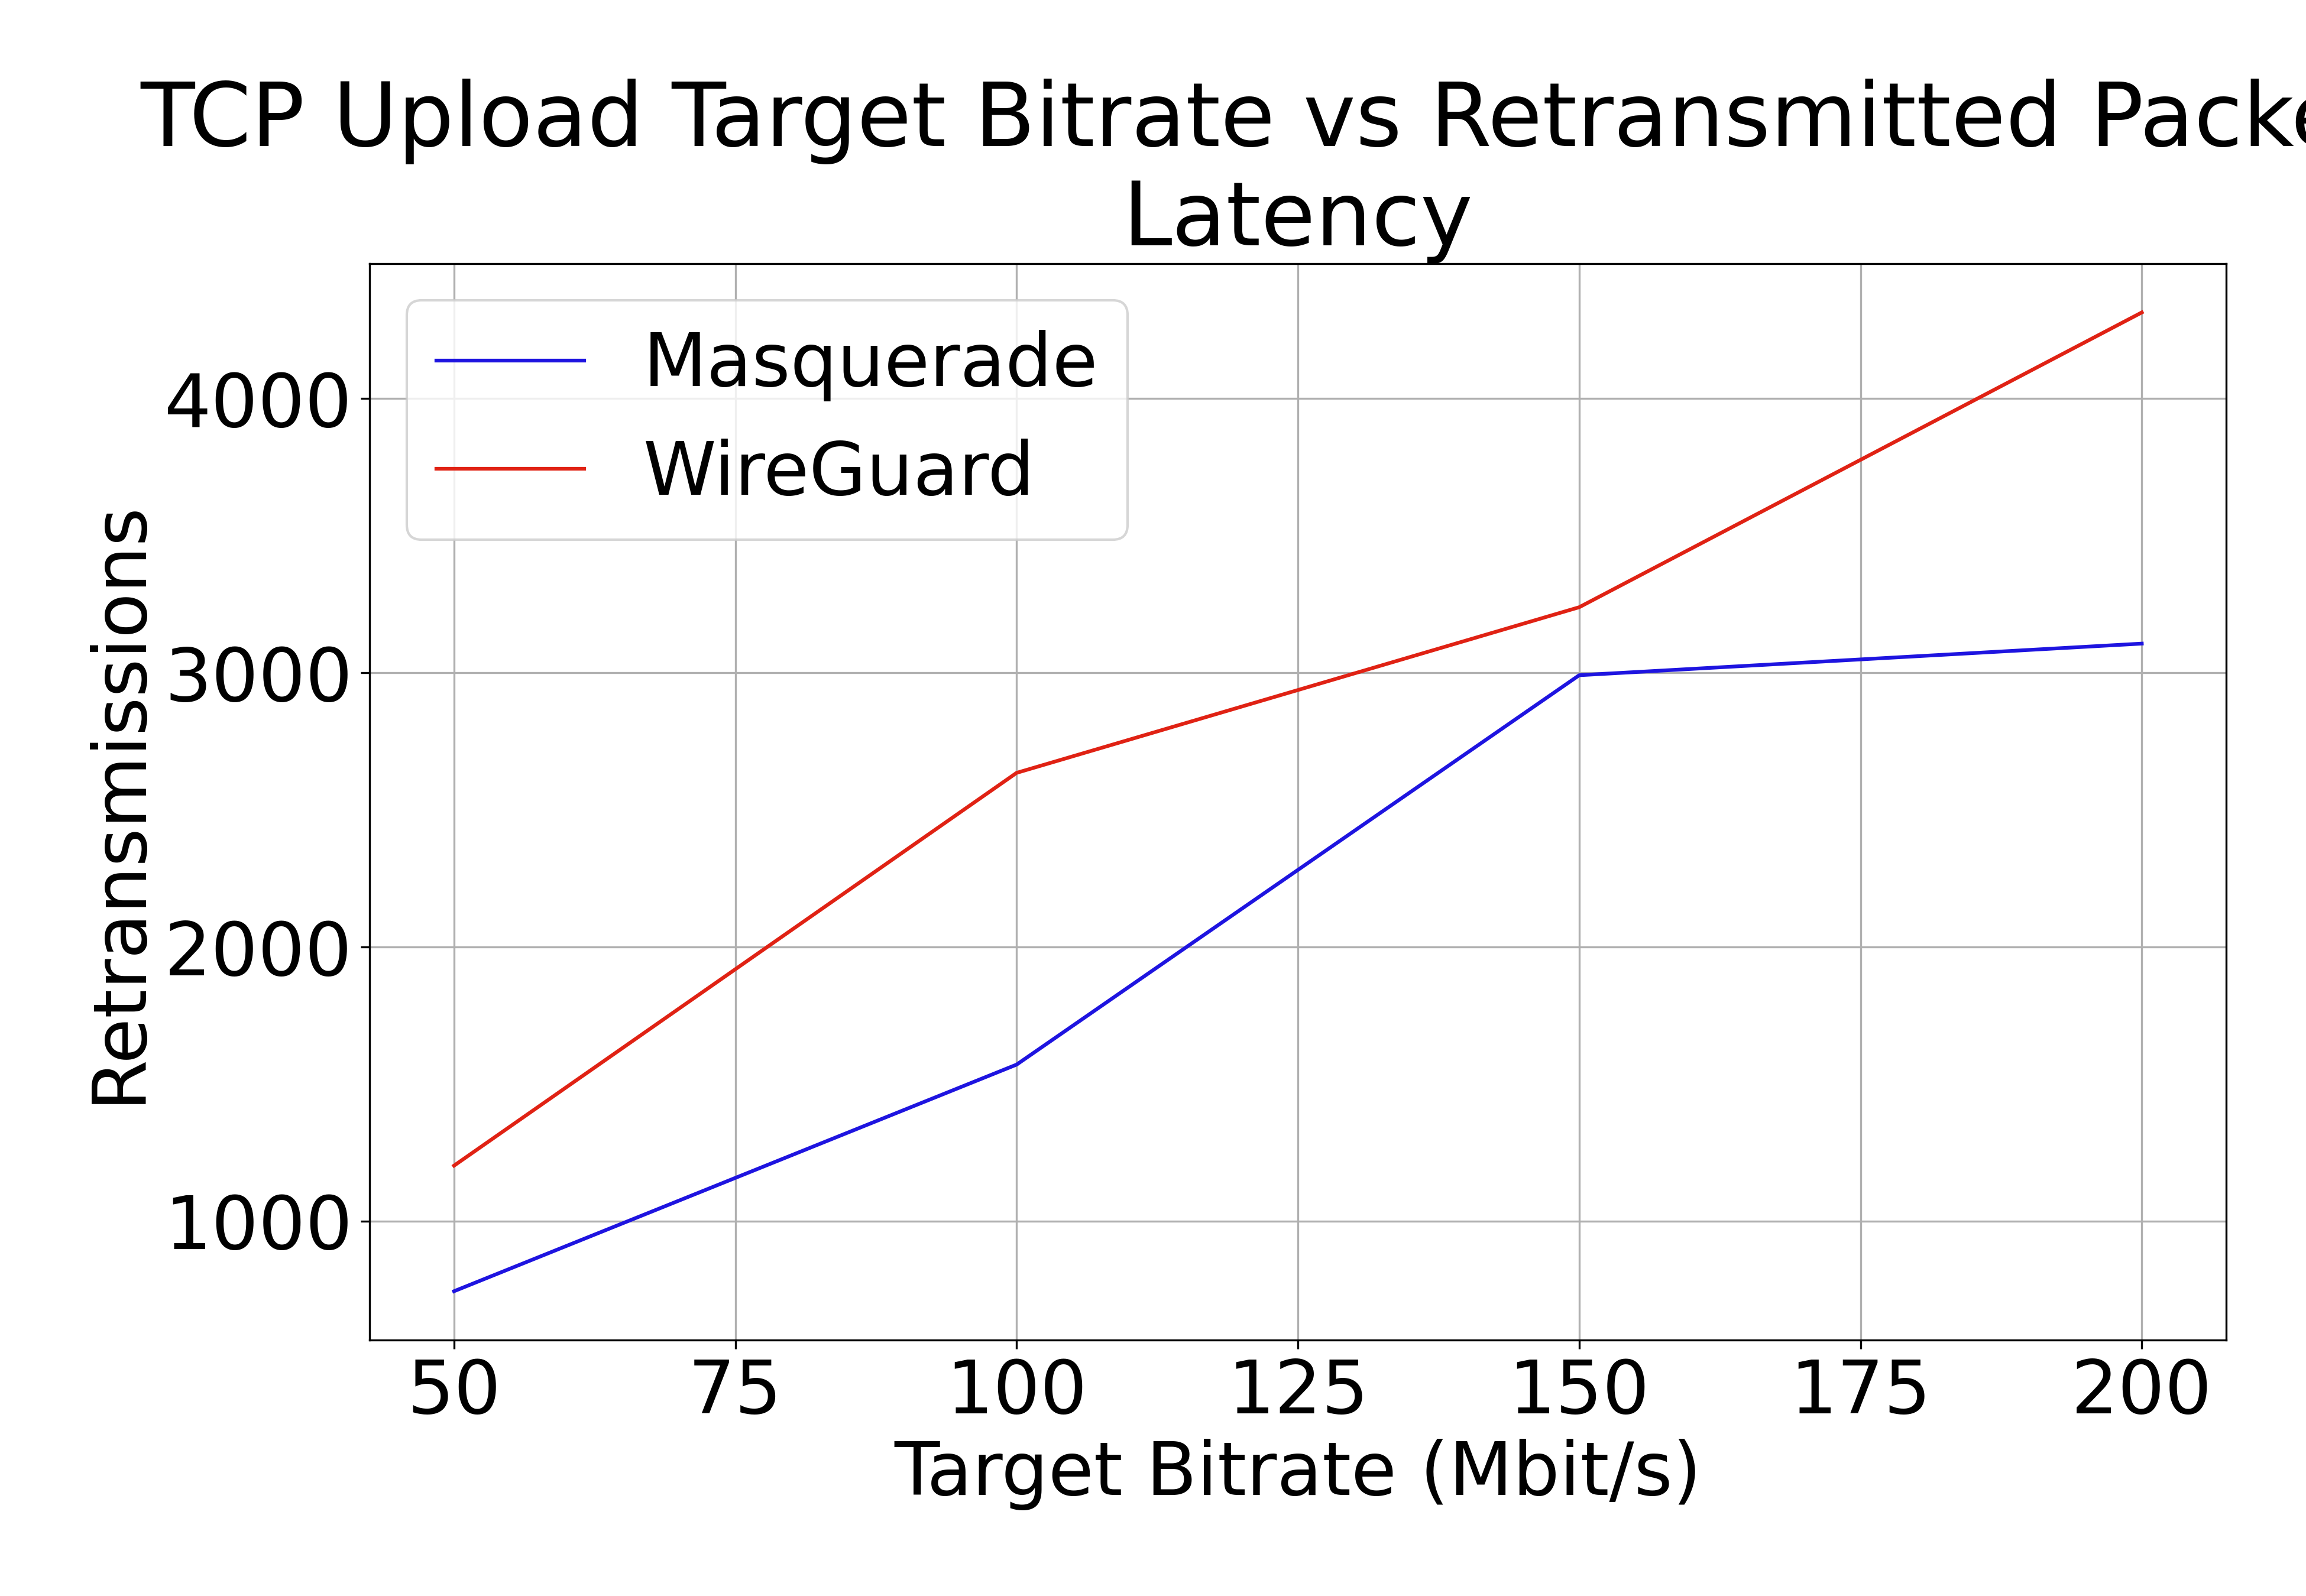 TCP Upload Target Bitrate vs Retransmitted
Latency
Masquerade
WireGuard
4000
3000
2000
1000
Retransmissions
50 75 100 125 150 175 200
Target Bitrate (Mbit/s)